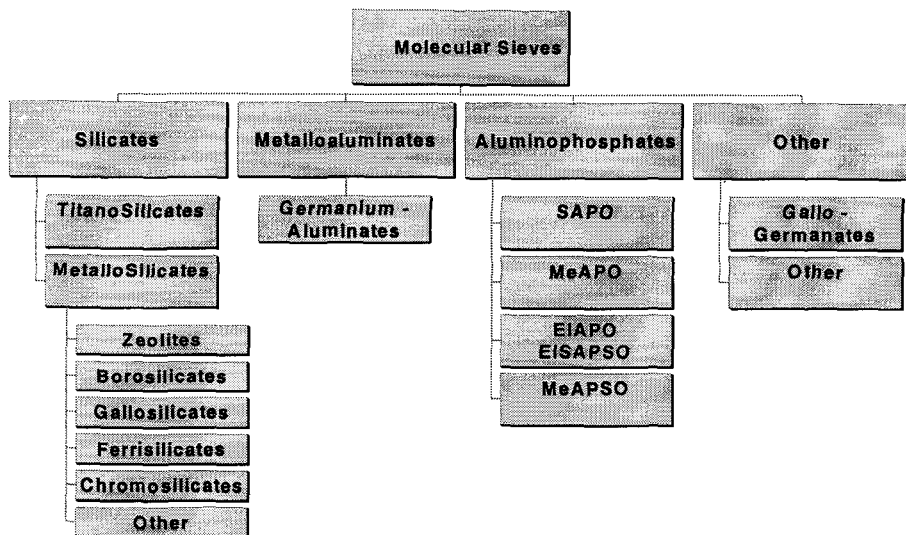 Molecular Sieves
Silicates
Metalloaluminates
Aluminophosphates
Other
TitanoSilicates
MetalloSilicates
Zeolites
Borosilicates
Gallosilicates
Ferrisilicates
Chromosilicates
Other
Germanium -
Aluminates
SAPO
MeAPO
ElAPO
ElSAPSO
MeAPSO
Gallo -
Germanates
Other